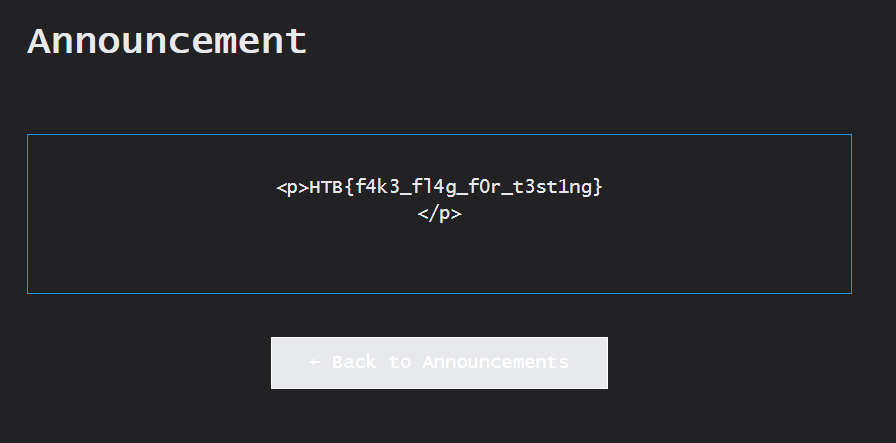 Announcement
<p>HTB{f4k3_fl4g_f0r_t3st1ng}
</p>
← Back to Announcements